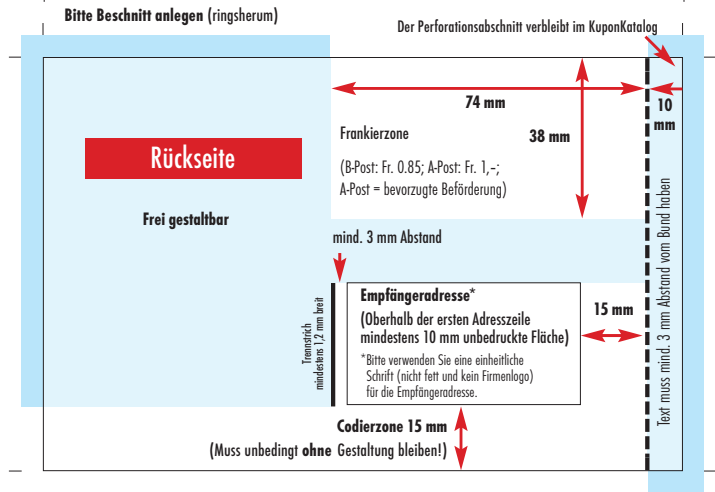 Bitte Beschnitt anlegen (ringsherum)
Der Perforationsabschnitt verbleibt im KuponKatalog
74 mm
10
mm
Rückseite
Frei gestaltbar
Frankierzone
38 mm
(B-Post: Fr. 0.85; A-Post: Fr. 1,-;
A-Post = bevorzugte Beförderung)
mind. 3 mm Abstand
Trennstrich
mindestens 1,2 mm breit
Empfängeradresse*
(Oberhalb der ersten Adresszeile
mindestens 10 mm unbedruckte Fläche)
*Bitte verwenden Sie eine einheitliche
Schrift (nicht fett und kein Firmenlogo)
für die Empfängeradresse.
15 mm
Text muss mind. 3 mm Abstand vom Bund haben
Codierzone 15 mm
(Muss unbedingt ohne Gestaltung bleiben!)